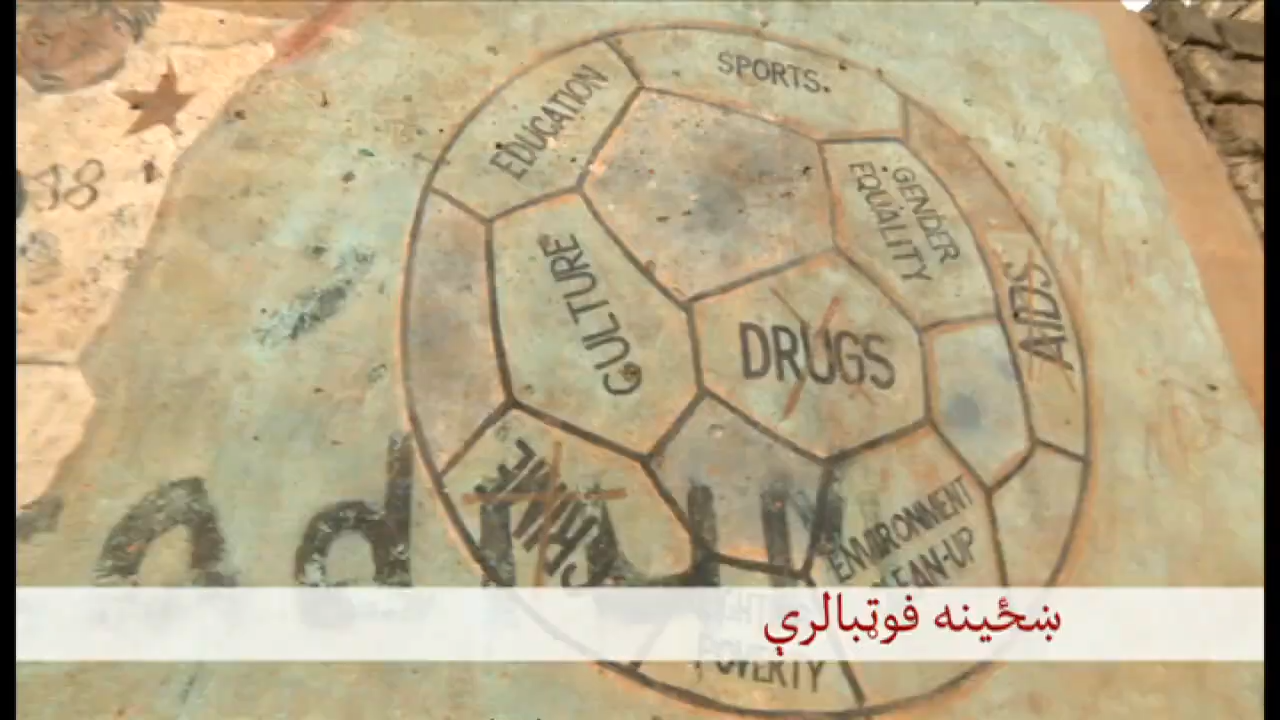 SPORTS.
EDUCATION
GENDER
EQUALITY
CULTURE
DRUGS
AIDS
CRIME
ENVIRONMENT
CLEAN-UP
POVERTY
ښځينه فوټبالرې